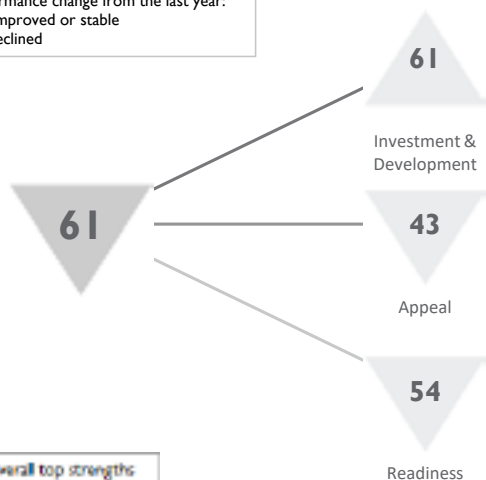 rmance change from the last year:
mproved or stable
eclined
61
Investment &
Development
61
43
Appeal
54
Readiness
verall top strengths